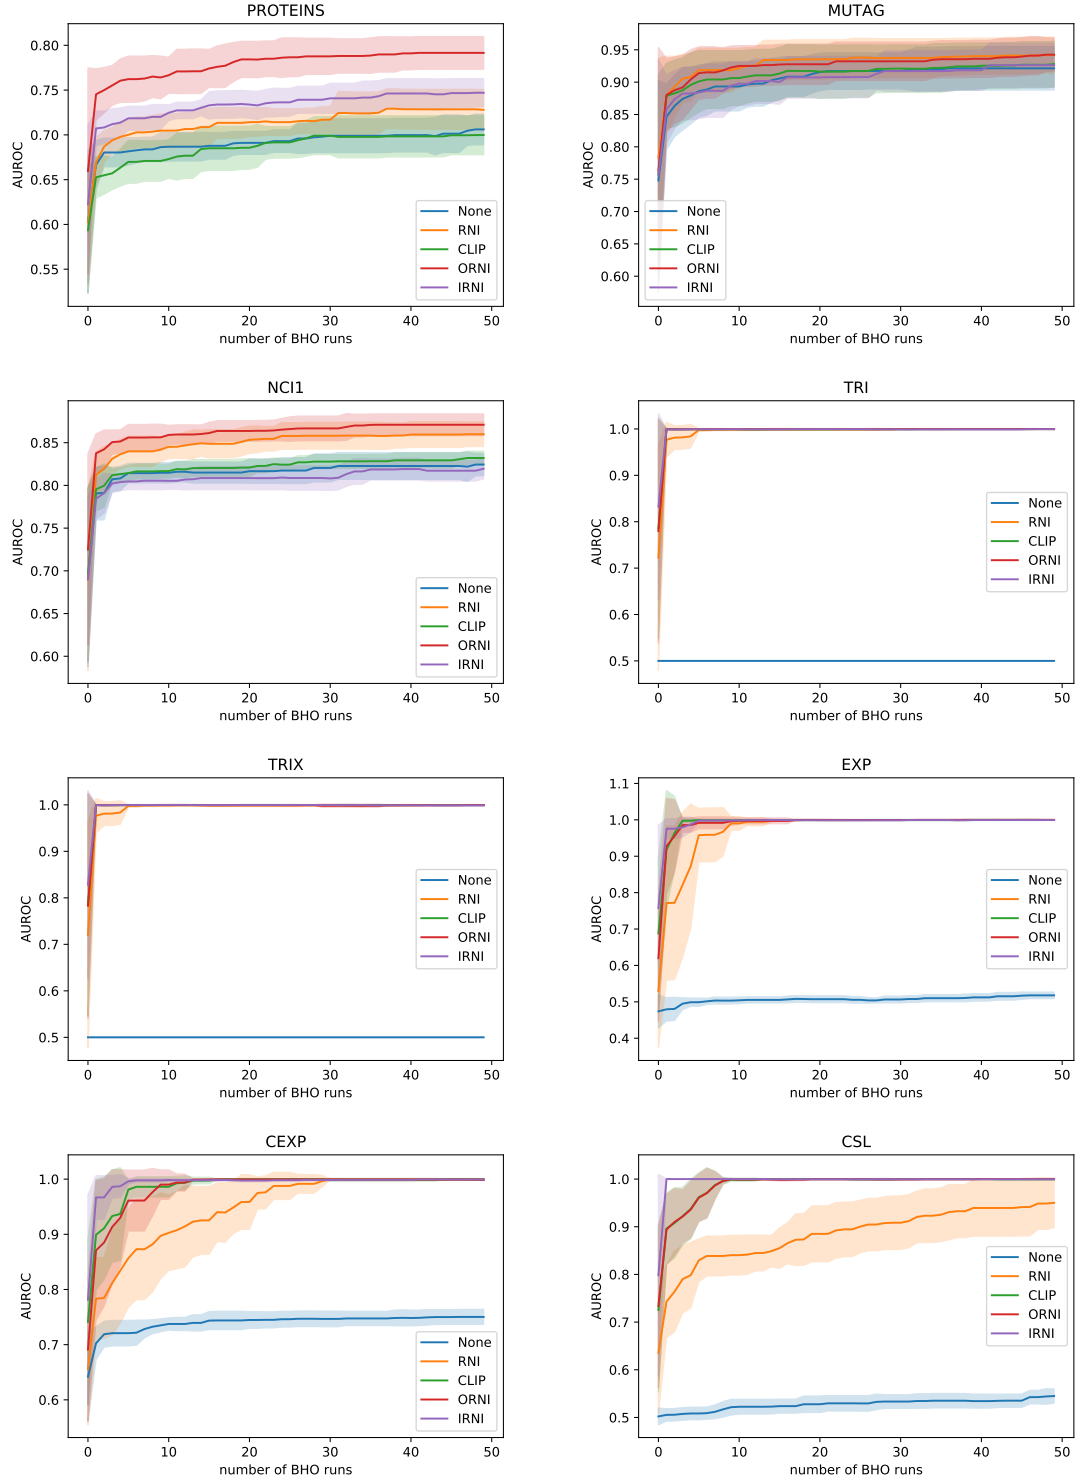 PROTEINS
AUROC
0.80
0.75
0.70
0.65
0.60
0.55
None
RNI
CLIP
ORNI
IRNI
0 10 20 30 40 50
number of BHO runs
MUTAG
AUROC
0.95
0.90
0.85
0.80
0.75
0.70
0.65
0.60
None
RNI
CLIP
ORNI
IRNI
0 10 20 30 40 50
number of BHO runs
NCI1
AUROC
0.85
0.80
0.75
0.70
0.65
0.60
None
RNI
CLIP
ORNI
IRNI
0 10 20 30 40 50
number of BHO runs
TRI
AUROC
1.0
0.9
0.8
0.7
0.6
0.5
None
RNI
CLIP
ORNI
IRNI
0 10 20 30 40 50
number of BHO runs
TRIX
AUROC
1.0
0.9
0.8
0.7
0.6
0.5
None
RNI
CLIP
ORNI
IRNI
0 10 20 30 40 50
number of BHO runs
EXP
AUROC
1.1
1.0
0.9
0.8
0.7
0.6
0.5
0.4
None
RNI
CLIP
ORNI
IRNI
0 10 20 30 40 50
number of BHO runs
CEXP
AUROC
1.0
0.9
0.8
0.7
0.6
None
RNI
CLIP
ORNI
IRNI
0 10 20 30 40 50
number of BHO runs
CSL
AUROC
1.0
0.9
0.8
0.7
0.6
0.5
None
RNI
CLIP
ORNI
IRNI
0 10 20 30 40 50
number of BHO runs